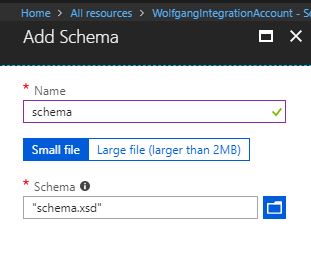 Home > All resources > WolfgangIntegrationAccount -
Add Schema
* Name
schema
Small file Large file (larger than 2MB)
* Schema
"schema.xsd"